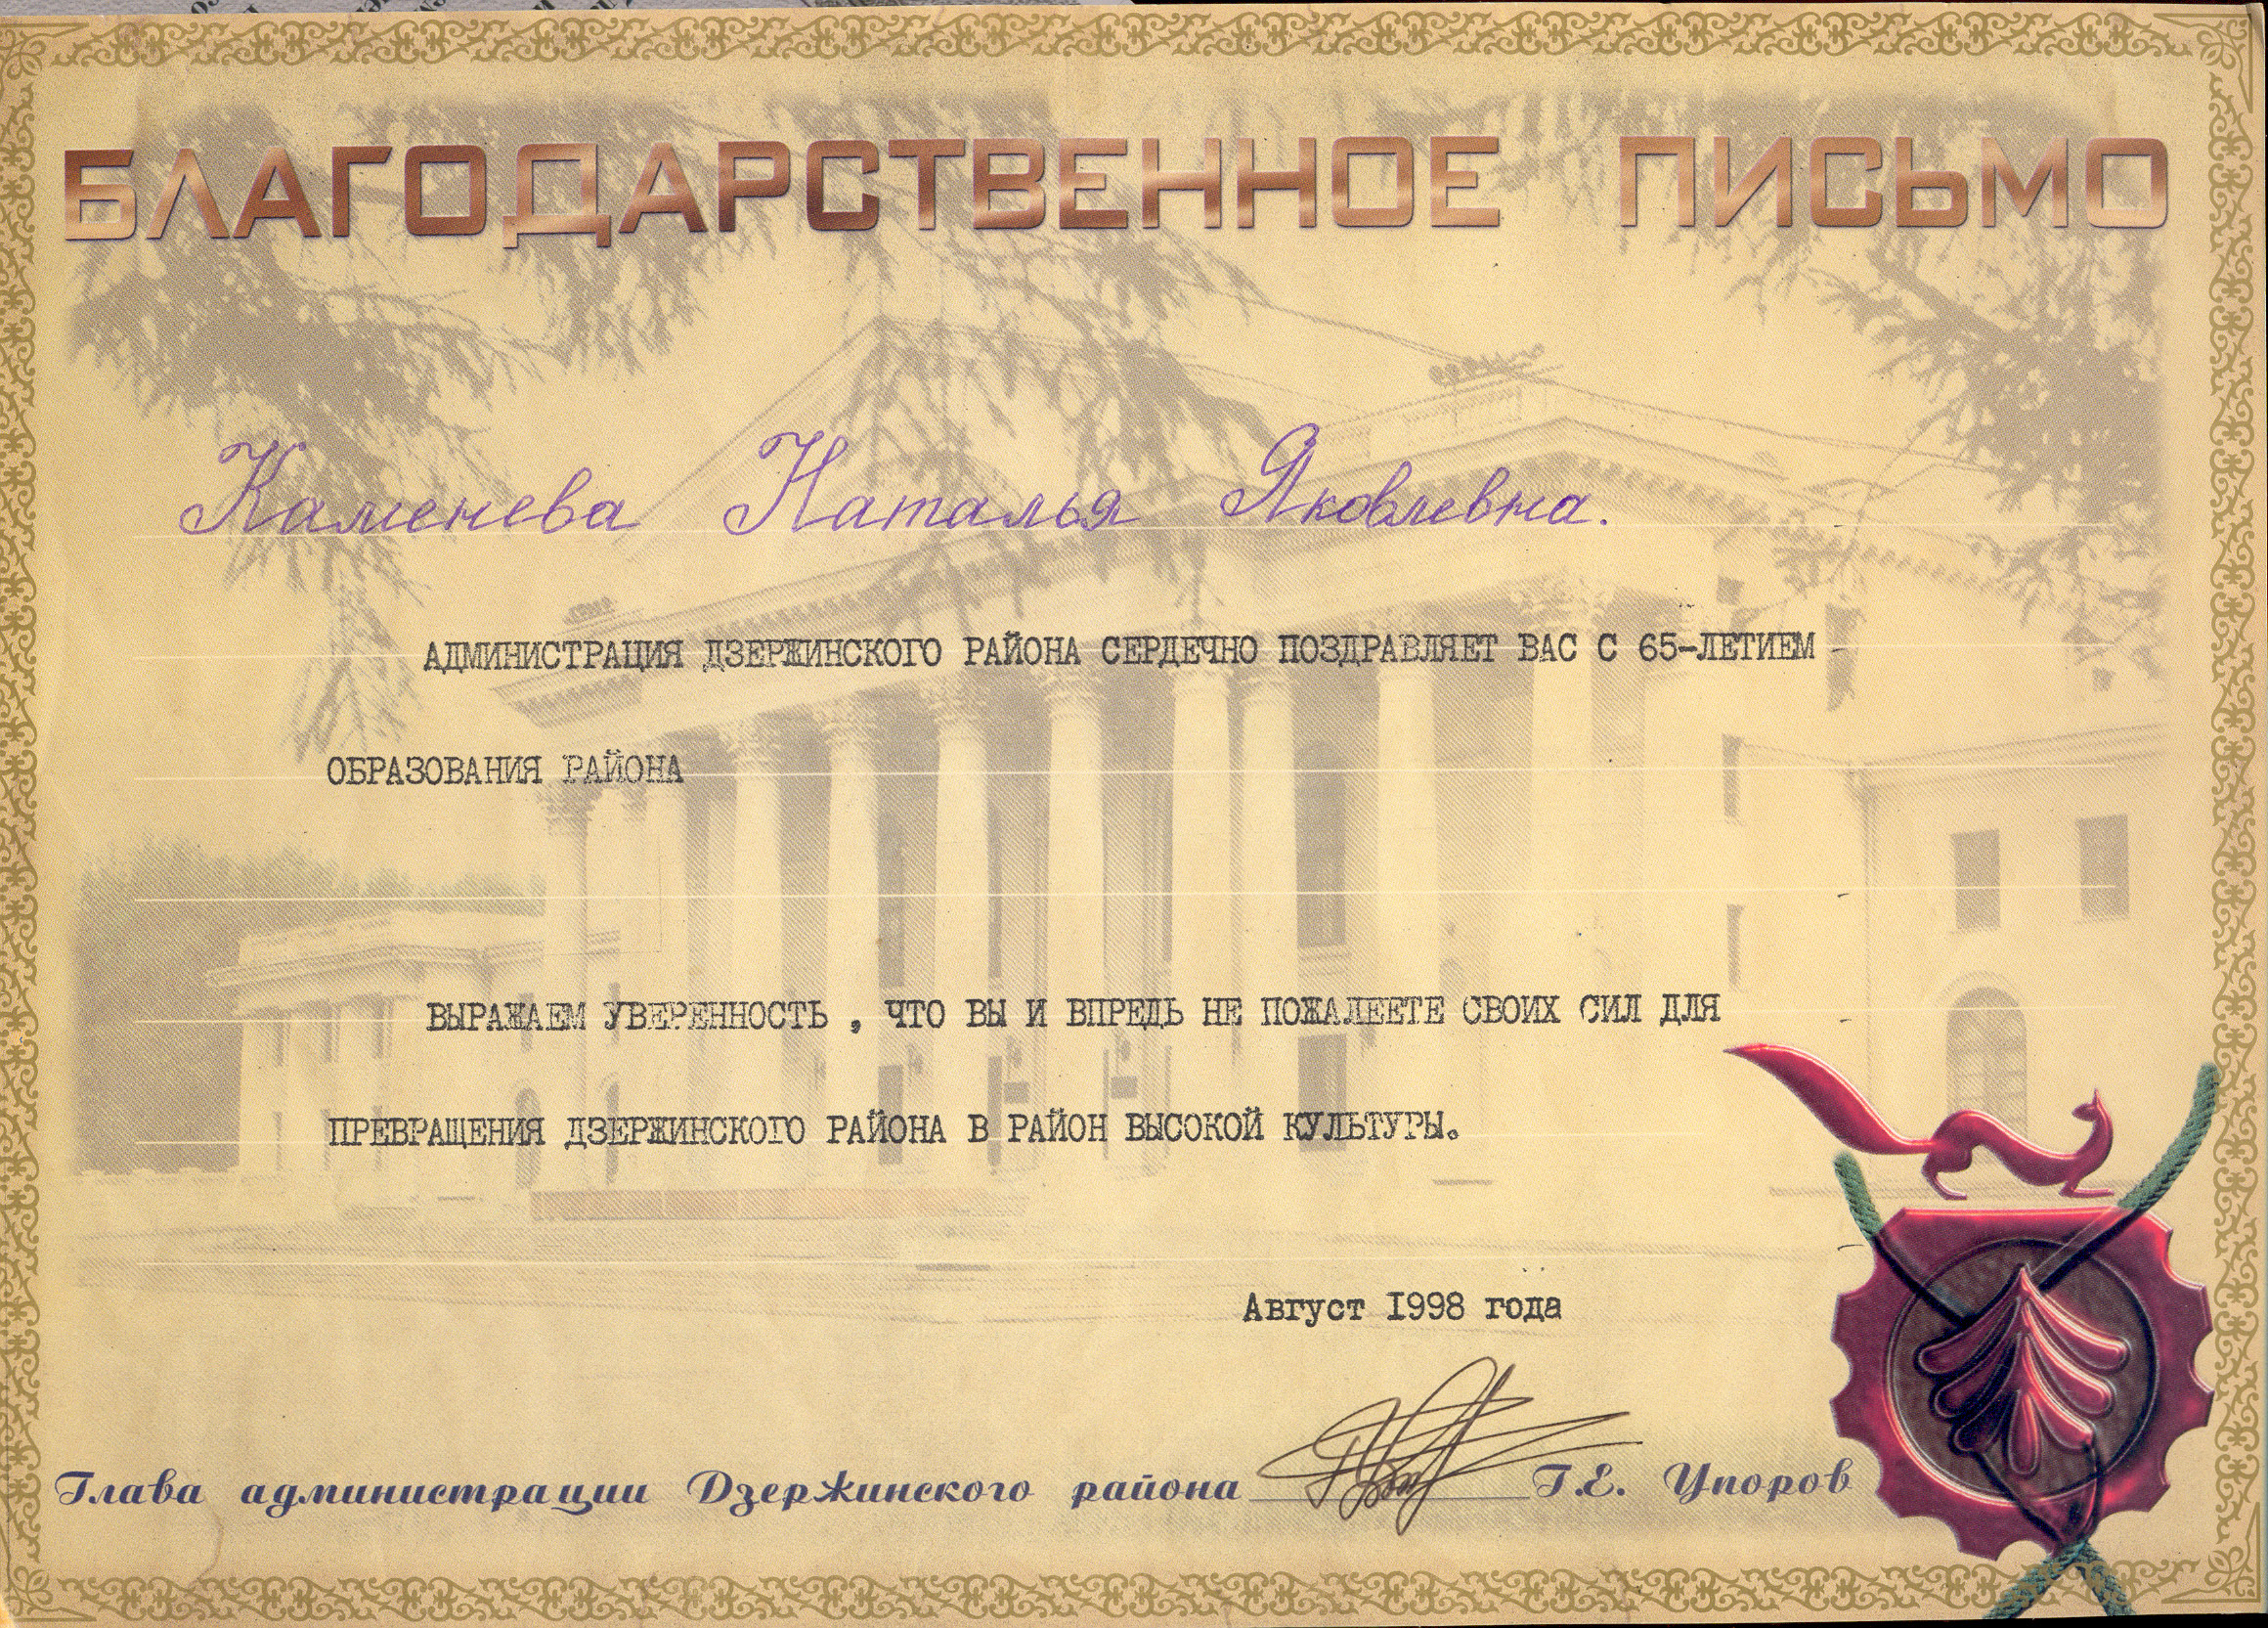 БЛАГОДАРСТВЕННОЕ ПИСЬМО
Каменева Наталья Яковлевна.
АДМИНИСТРАЦИЯ ДЗЕРЖИНСКОГО РАЙОНА СЕРДЕЧНО ПОЗДРАВЛЯЕТ ВАС С 65-ЛЕТИЕМ
ОБРАЗОВАНИЯ РАЙОНА
ВЫРАЖАЕМ УВЕРЕННОСТЬ , ЧТО ВЫ И ВПРЕДЬ НЕ ПОЖАЛЕЕТЕ СВОИХ СИЛ ДЛЯ
ПРЕВРАЩЕНИЯ ДЗЕРЖИНСКОГО РАЙОНА В РАЙОН ВЫСОКОЙ КУЛЬТУРЫ.
Август I998 года
Глава администрации Дзержинского района Г.Е. Упоров